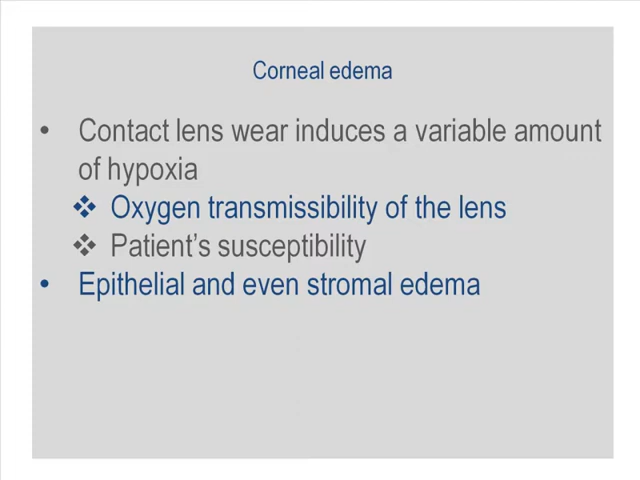 Corneal edema
• Contact lens wear induces a variable amount
of hypoxia
❖ Oxygen transmissibility of the lens
❖ Patient’s susceptibility
• Epithelial and even stromal edema